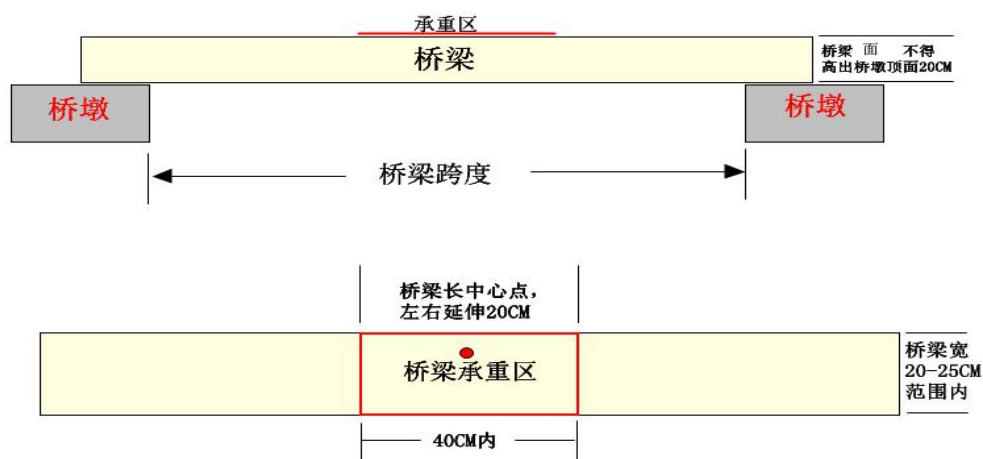 承重区
桥梁
桥梁 面 不得
高出桥墩顶面20CM
桥墩
桥墩
桥梁跨度
桥梁长中心点,
左右延伸20CM
桥梁承重区
桥梁宽
20-25CM
范围内
40CM内